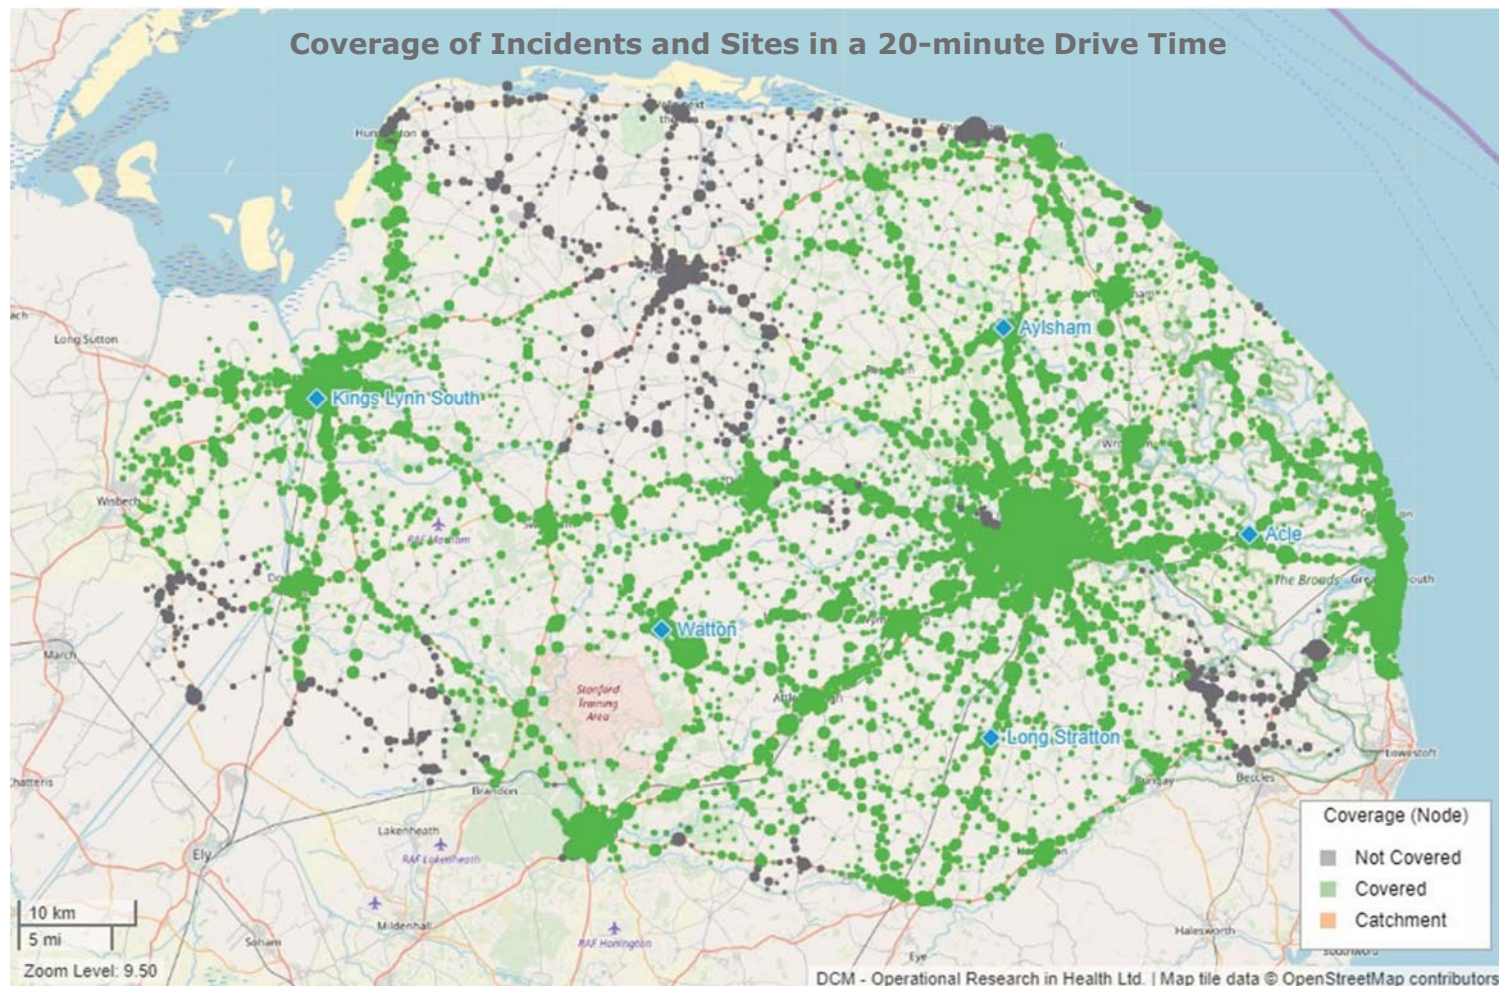 Coverage of Incidents and Sites in a 20-minute Drive Time
Long Sutton
Aylsham
Kings Lynn South
Wisbech
RAF Marham
Acle
The Broads
Watton
March
Stanford
Training
Area
Long Stratton
Lowestoft
Bungay
Beccles
Brandon
Lakenheath
Ely
RAF Lakenheath
Mildenhall
Soham
RAF Honington
Eye
Halesworth
Coverage (Node)
Not Covered
Covered
Catchment
10 km
5 mi
Zoom Level: 9.50
DCM - Operational Research in Health Ltd. | Map tile data © OpenStreetMap contributors